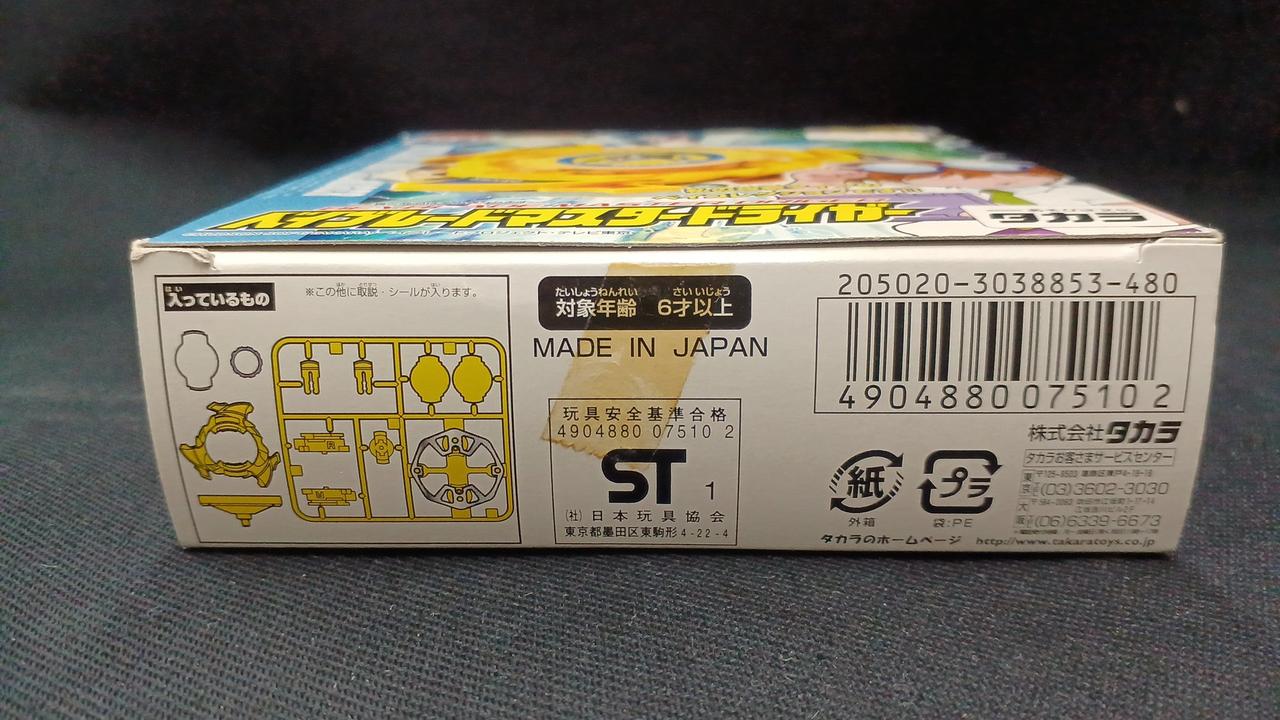 ベイブレードマスタードライガー
タカラ
入っているもの
はい
※この他に取説・シールが入ります。
たいしょうねんれい さいいじょう
対象年齢 6才以上
MADE IN JAPAN
玩具安全基準合格
4904880 07510 2
ST 1
(社)日本玩具協会
東京都墨田区東駒形4-22-4
205020-3038853-480
4904880075102
株式会社タカラ
タカラお客さまサービスセンター
(03)3602-3030
(06)6339-6673
紙
外箱
プラ
袋:PE
タカラのホームページ http://www.takaratoys.co.jp